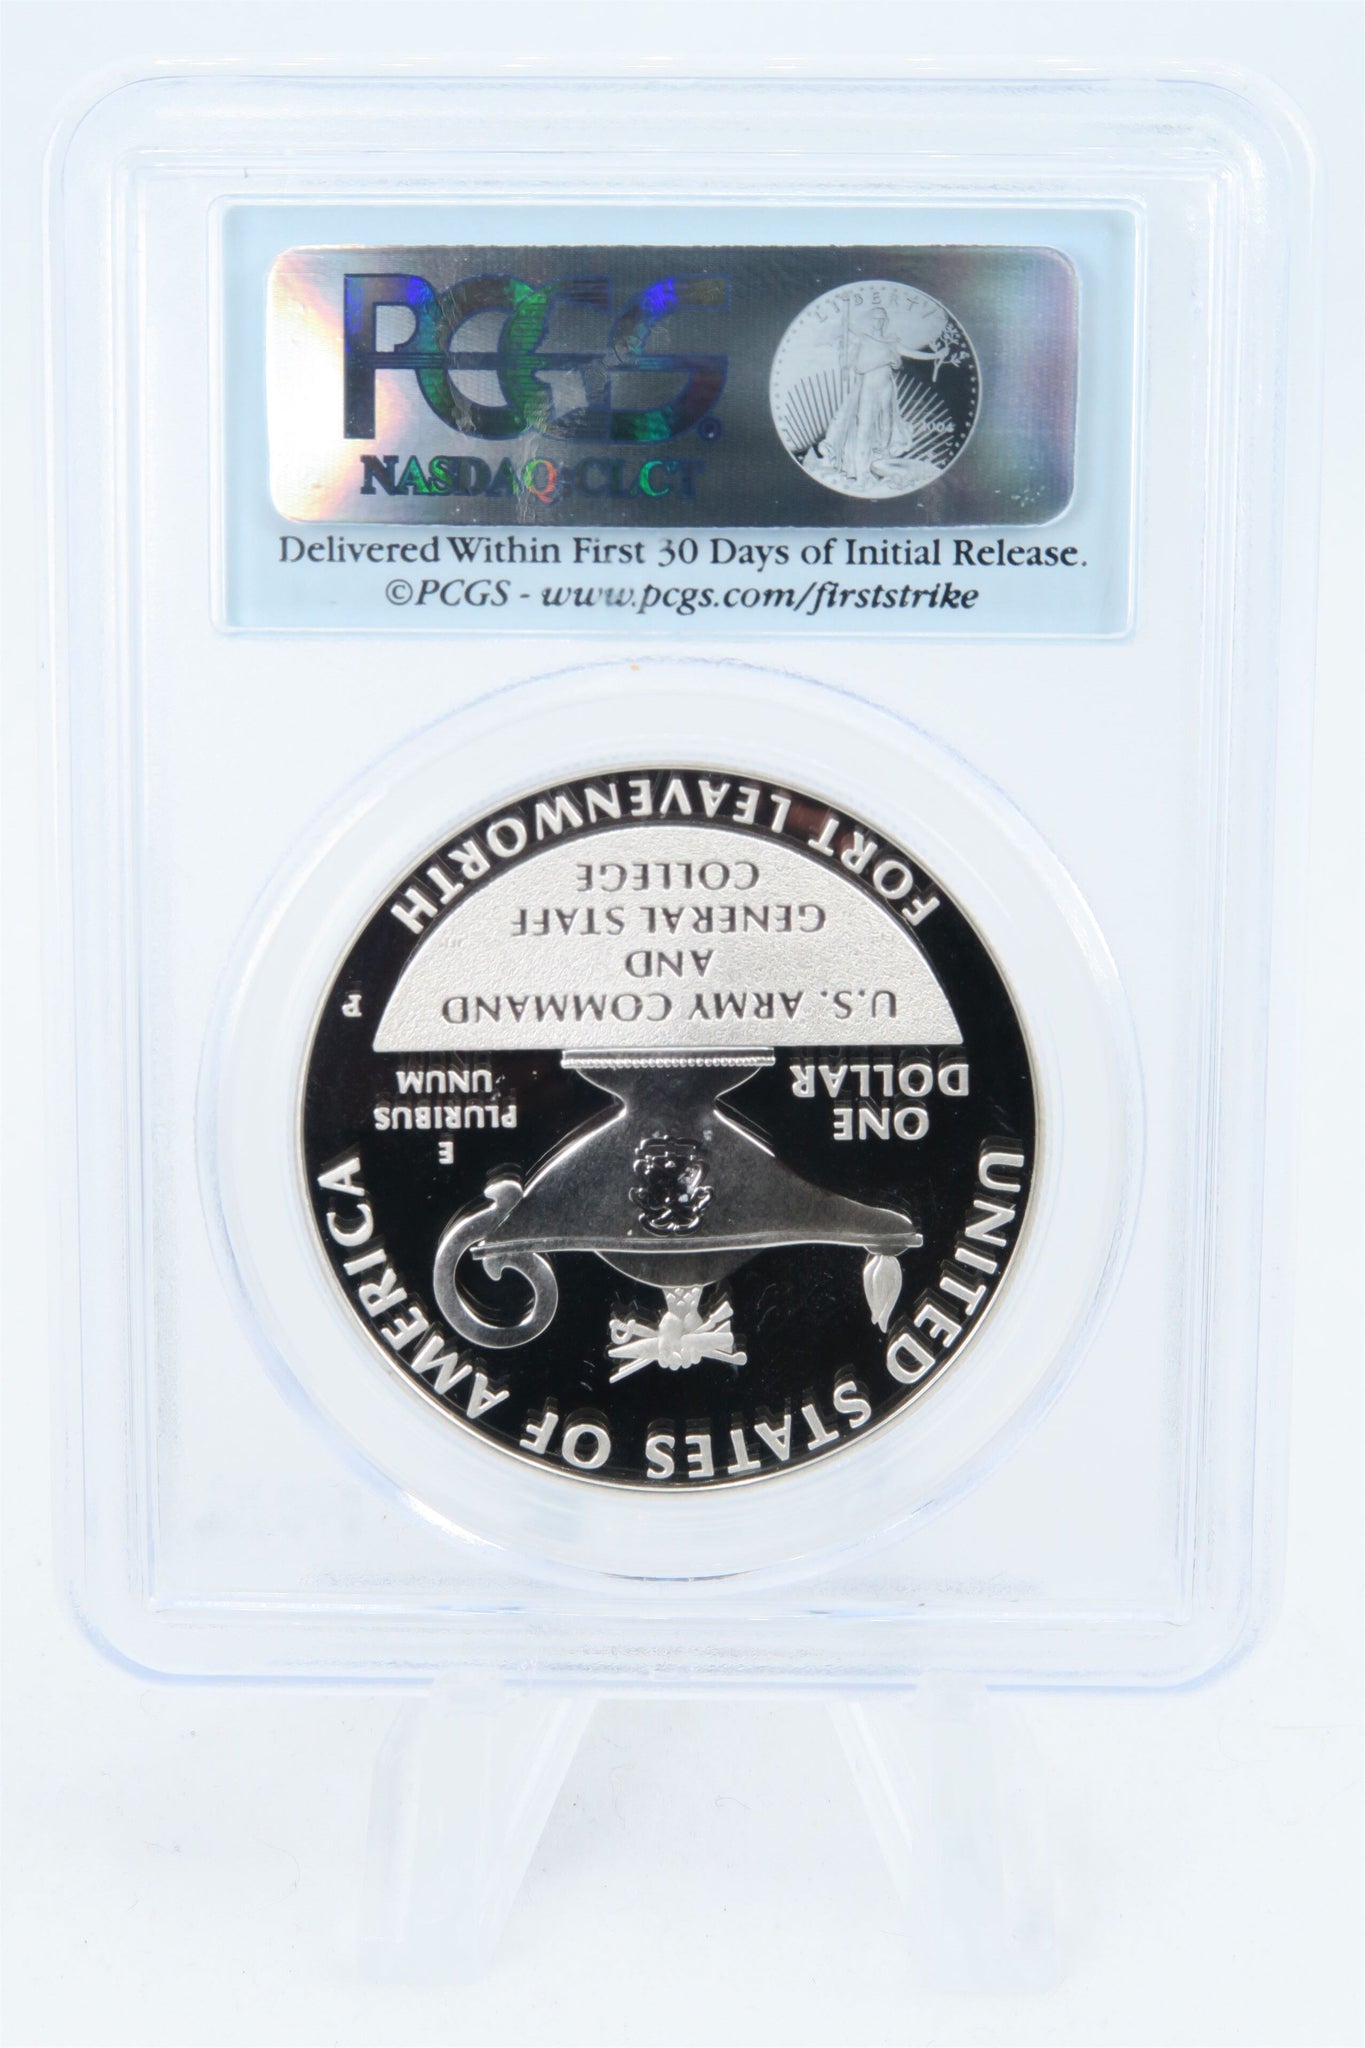 PCGS®
NASDAQ:CLCT
LIBERTY
Delivered Within First 30 Days of Initial Release.
©PCGS - www.pcgs.com/firststrike
UNITED STATES OF AMERICA
ONE
DOLLAR
E
PLURIBUS
UNUM
U.S. ARMY COMMAND
AND
GENERAL STAFF
COLLEGE
P
FORT LEAVENWORTH